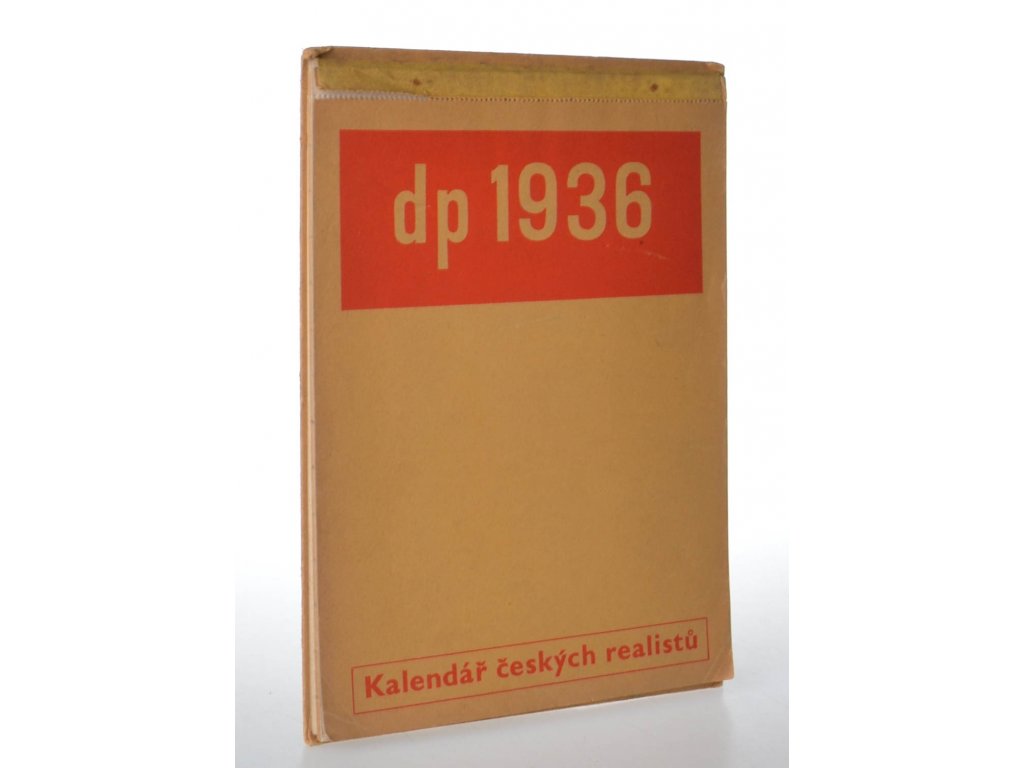 dp 1936
Kalendář českých realistů